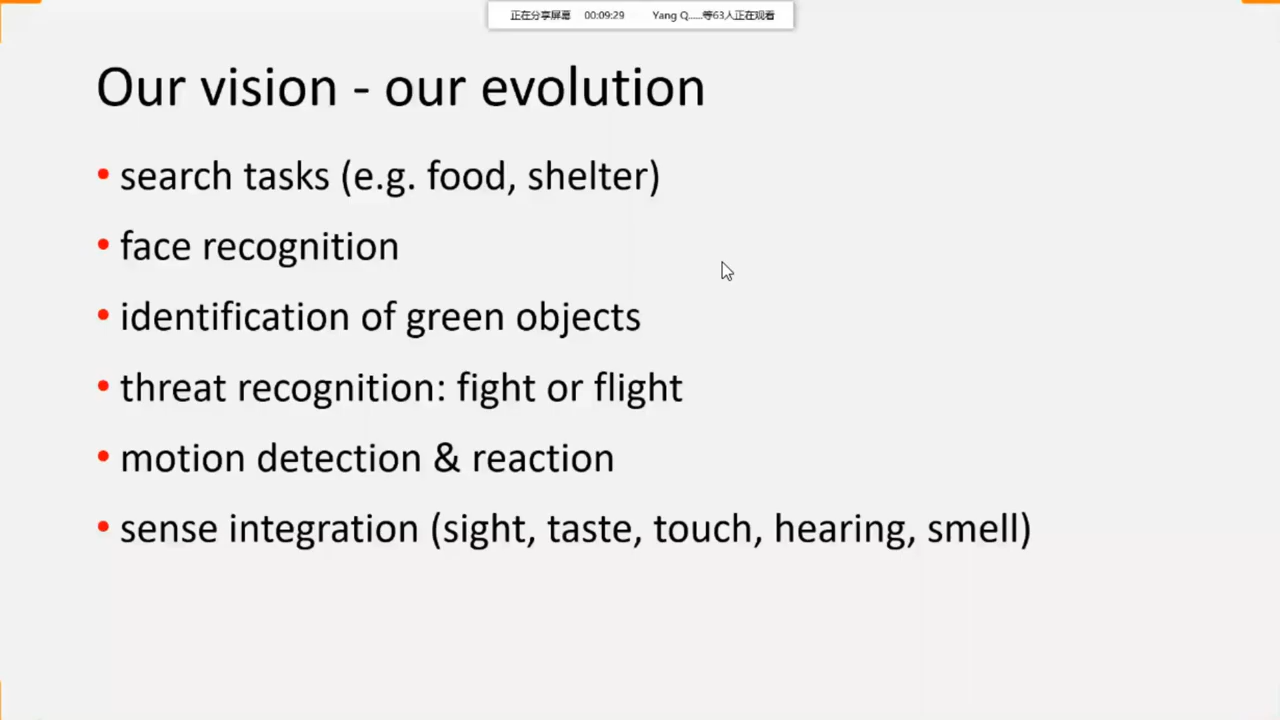 正在分享屏幕 00:09:29 Yang Q.....等63人正在观看
Our vision - our evolution
• search tasks (e.g. food, shelter)
• face recognition
• identification of green objects
• threat recognition: fight or flight
• motion detection & reaction
• sense integration (sight, taste, touch, hearing, smell)